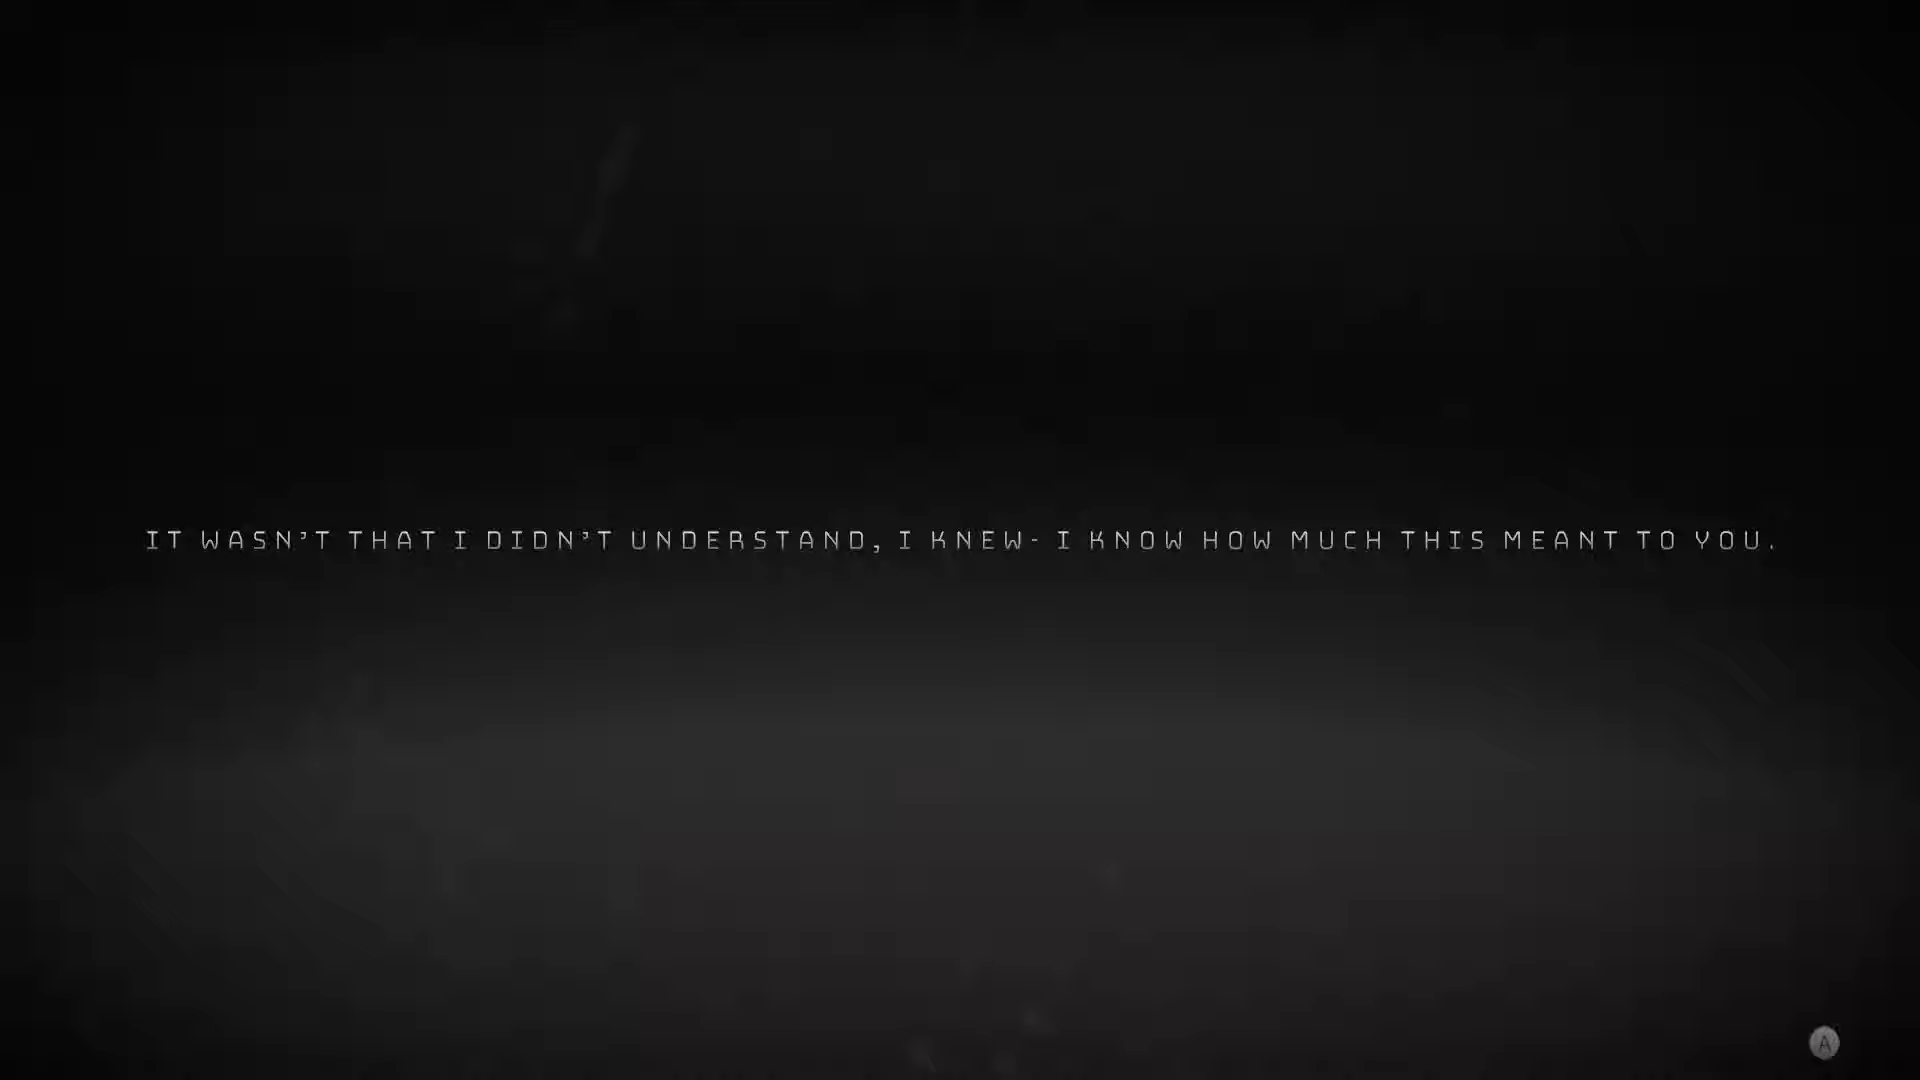 IT WASN'T THAT I DIDN'T UNDERSTAND, I KNEW- I KNOW HOW MUCH THIS MEANT TO YOU.
A